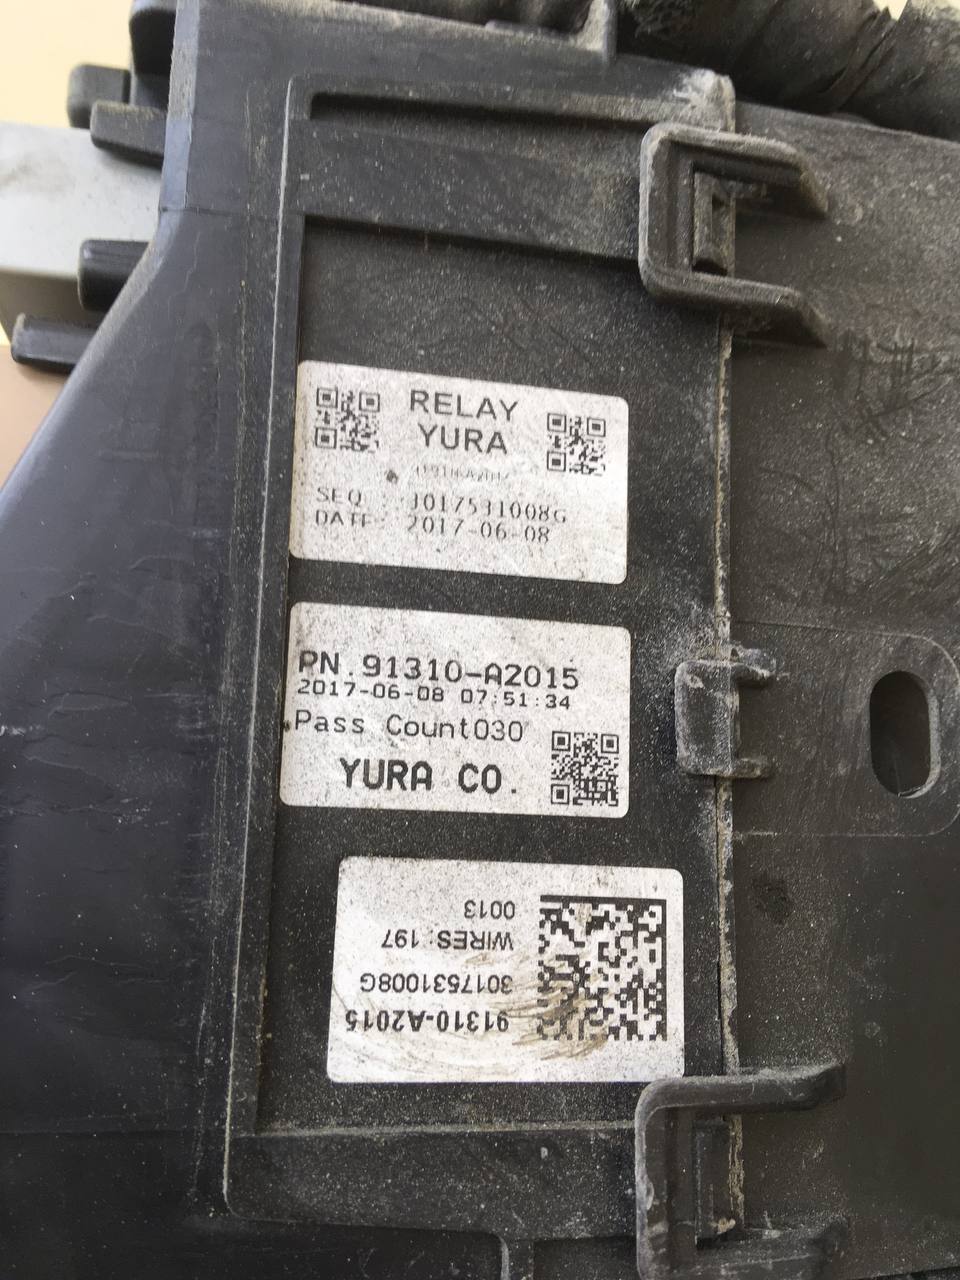 RELAY
YURA
SEQ : 3017531008G
DATE: 2017-06-08
PN.91310-A2015
2017-06-08 07:51:34
Pass Count030
YURA CO.
91310-A2015
3017531008G
WIRES: 197
0013